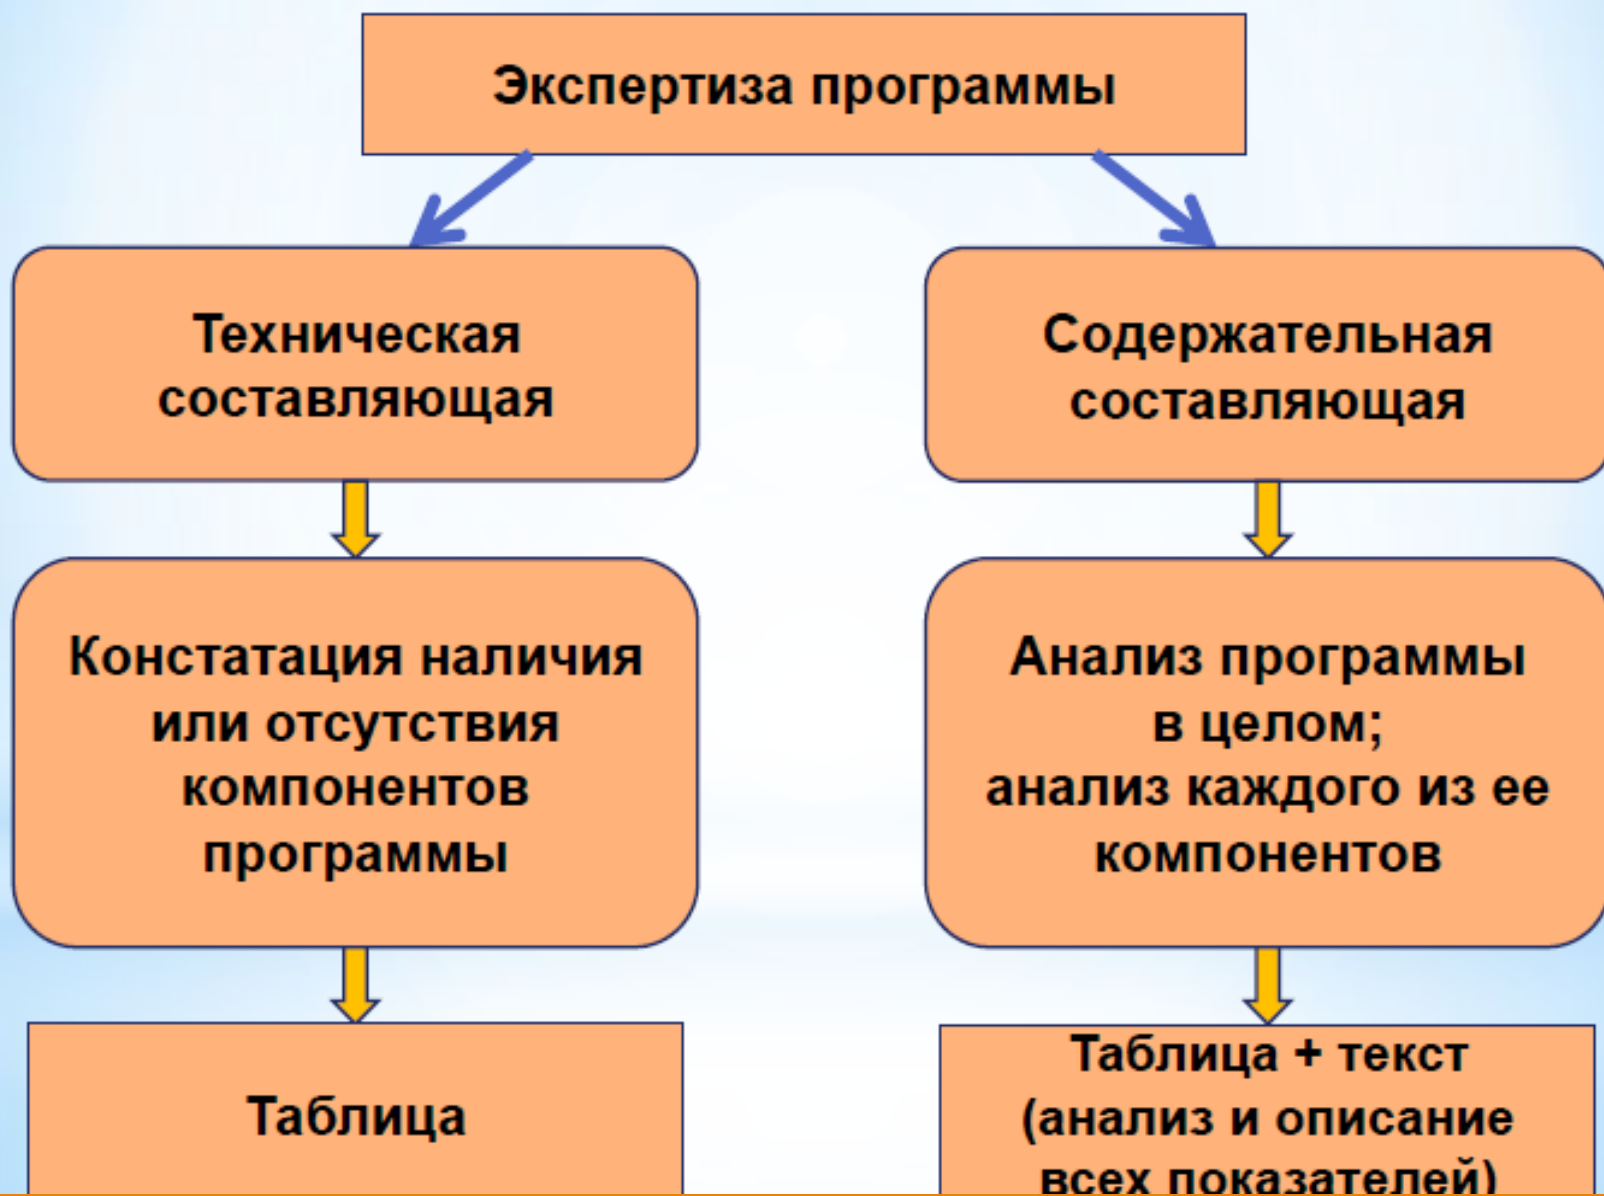 Экспертиза программы
Техническая
составляющая
Содержательная
составляющая
Констатация наличия
или отсутствия
компонентов
программы
Анализ программы
в целом;
анализ каждого из ее
компонентов
Таблица
Таблица + текст
(анализ и описание
всех показателей)